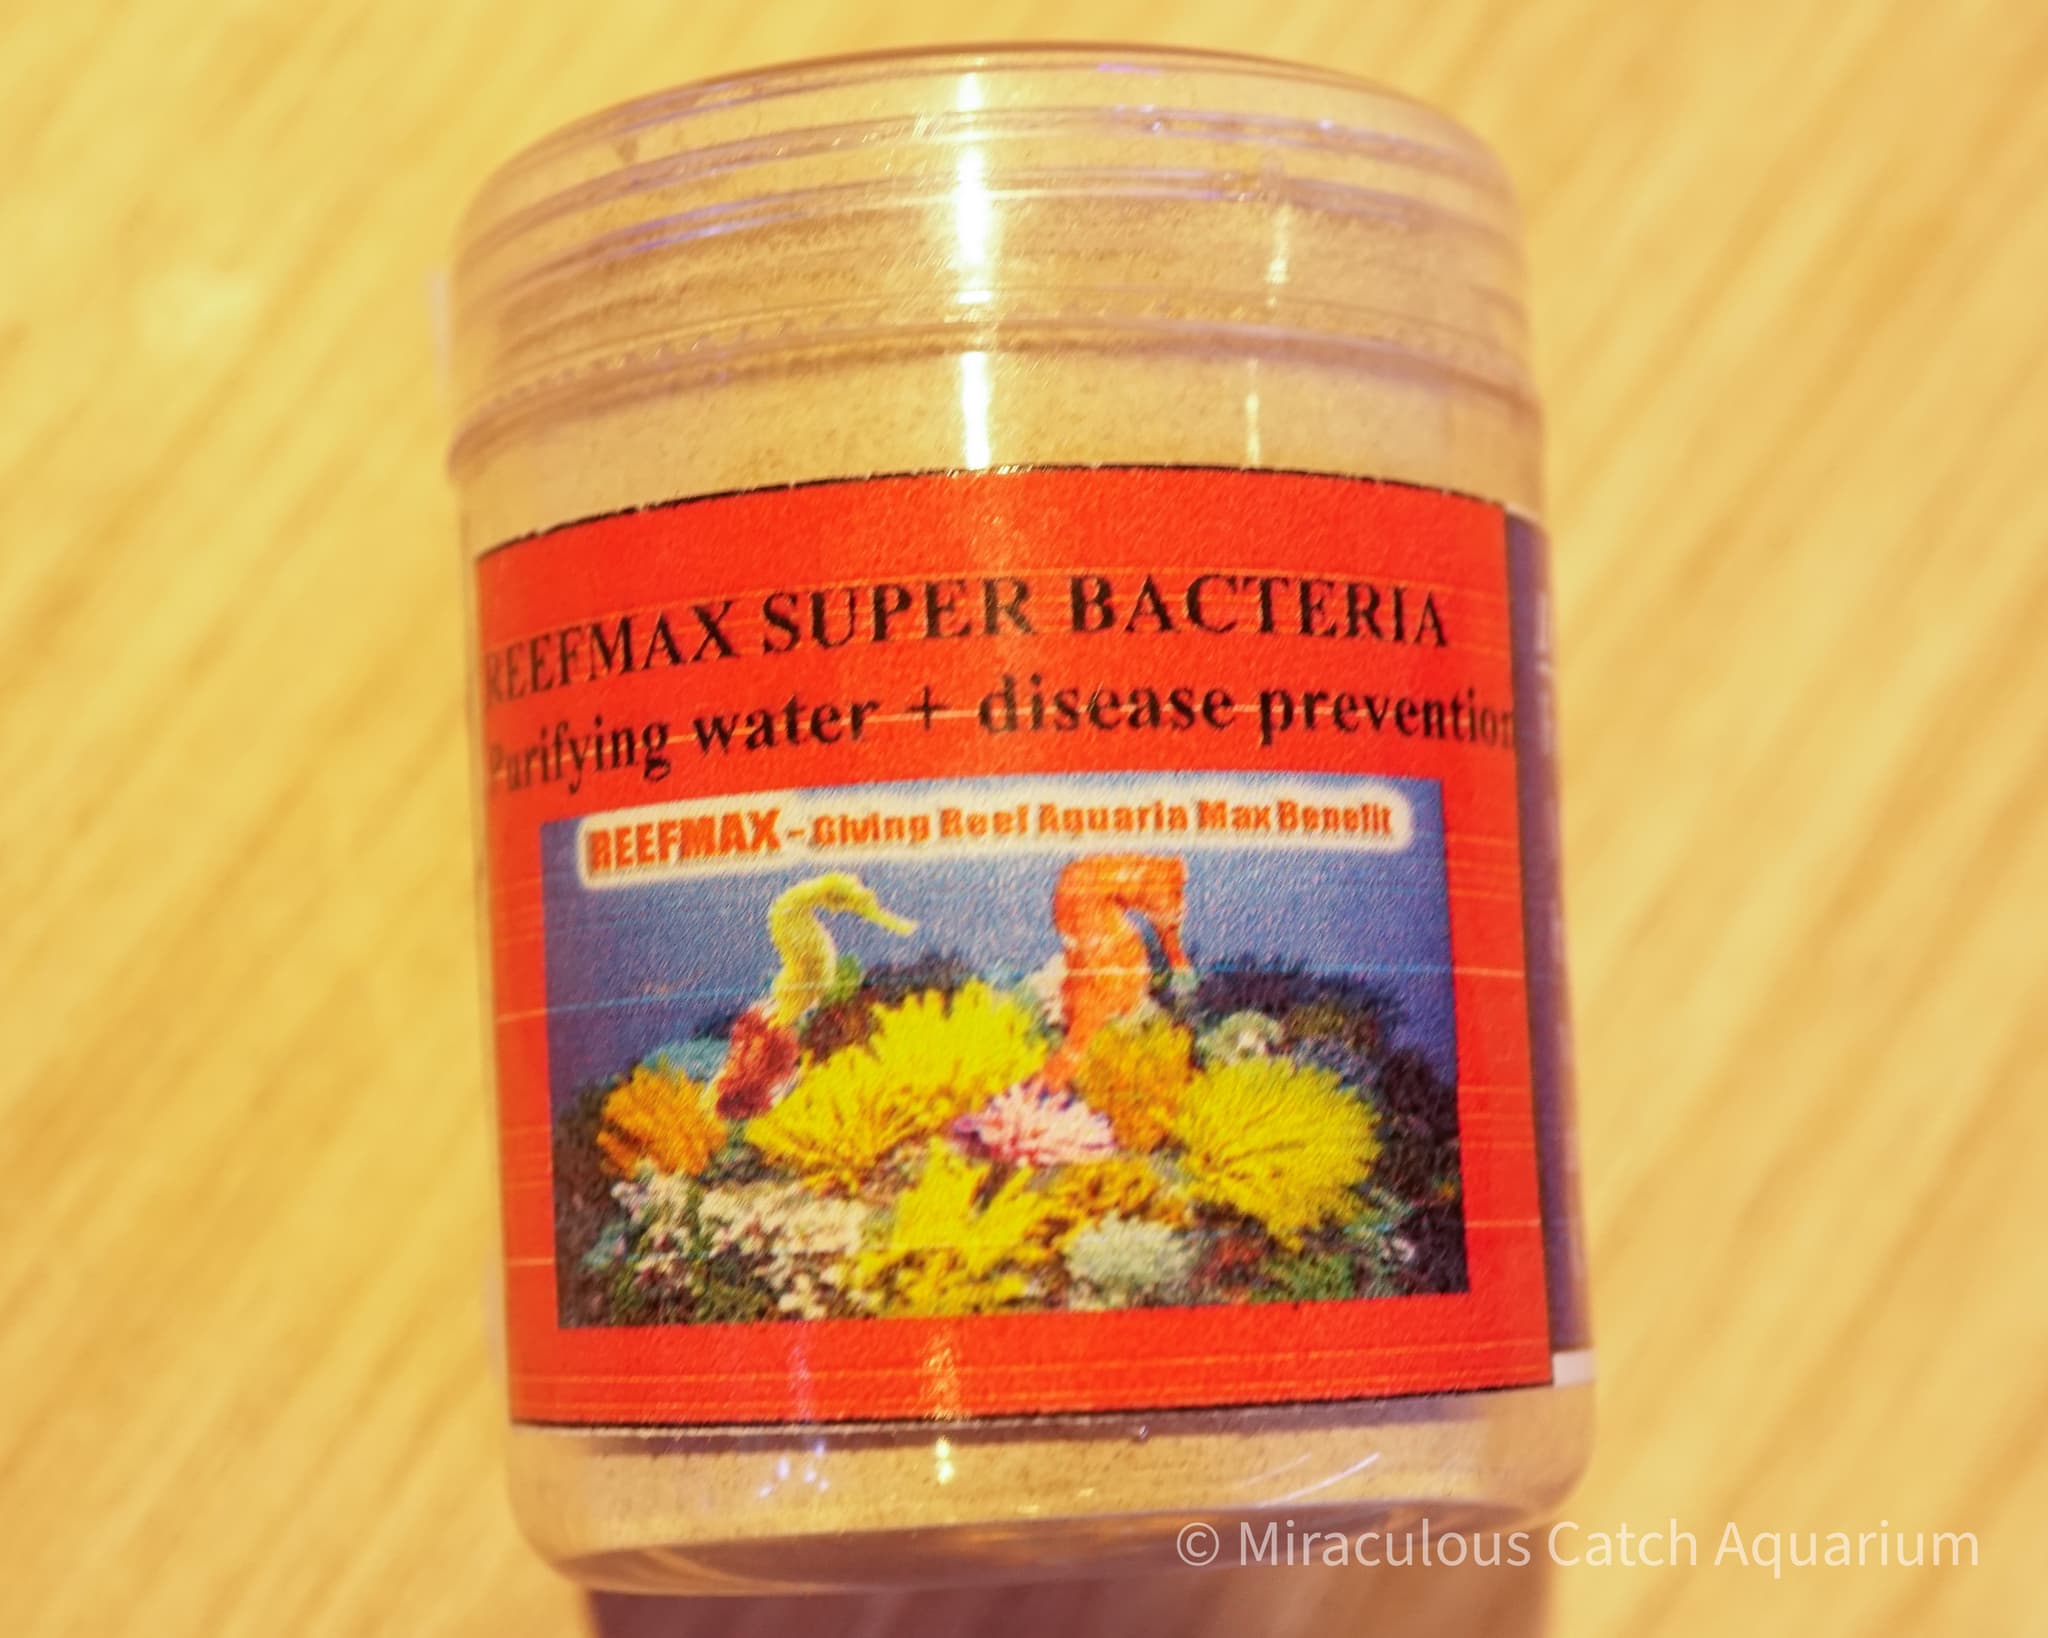 REEFMAX SUPER BACTERIA
Purifying water + disease prevention
REEFMAX - Giving Reef Aquaria Max Benefit
© Miraculous Catch Aquarium